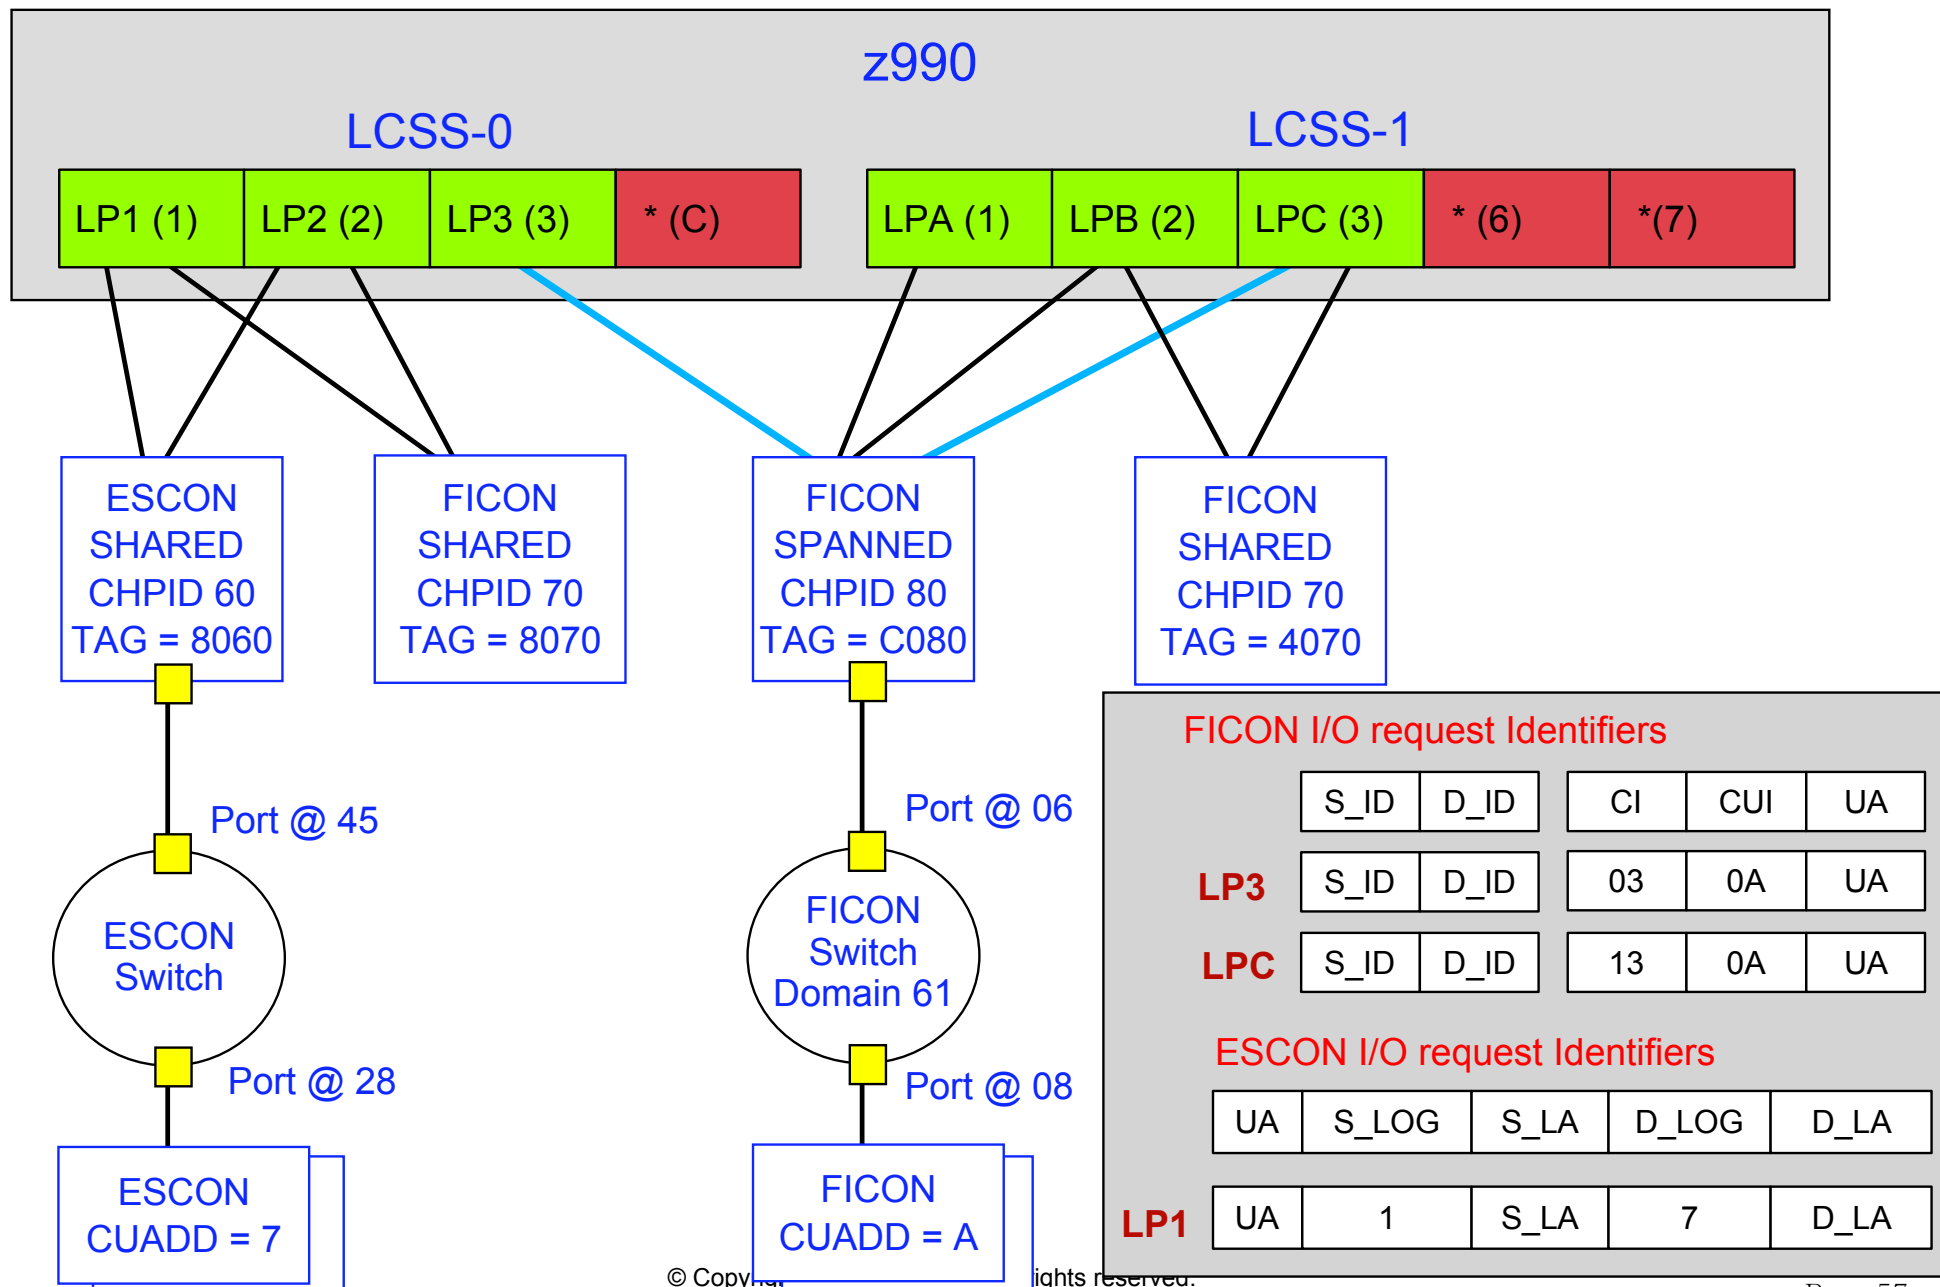 z990
LCSS-0
LCSS-1
LP1 (1) LP2 (2) LP3 (3) * (C)
LPA (1) LPB (2) LPC (3) * (6) *(7)
ESCON
SHARED
CHPID 60
TAG = 8060
FICON
SHARED
CHPID 70
TAG = 8070
FICON
SPANNED
CHPID 80
TAG = C080
FICON
SHARED
CHPID 70
TAG = 4070
Port @ 45
ESCON
Switch
Port @ 28
ESCON
CUADD = 7
Port @ 06
FICON
Switch
Domain 61
Port @ 08
FICON
CUADD = A
FICON I/O request Identifiers
S_ID D_ID CI CUI UA
LP3 S_ID D_ID 03 0A UA
LPC S_ID D_ID 13 0A UA
ESCON I/O request Identifiers
UA S_LOG S_LA D_LOG D_LA
LP1 UA 1 S_LA 7 D_LA
© reserved.